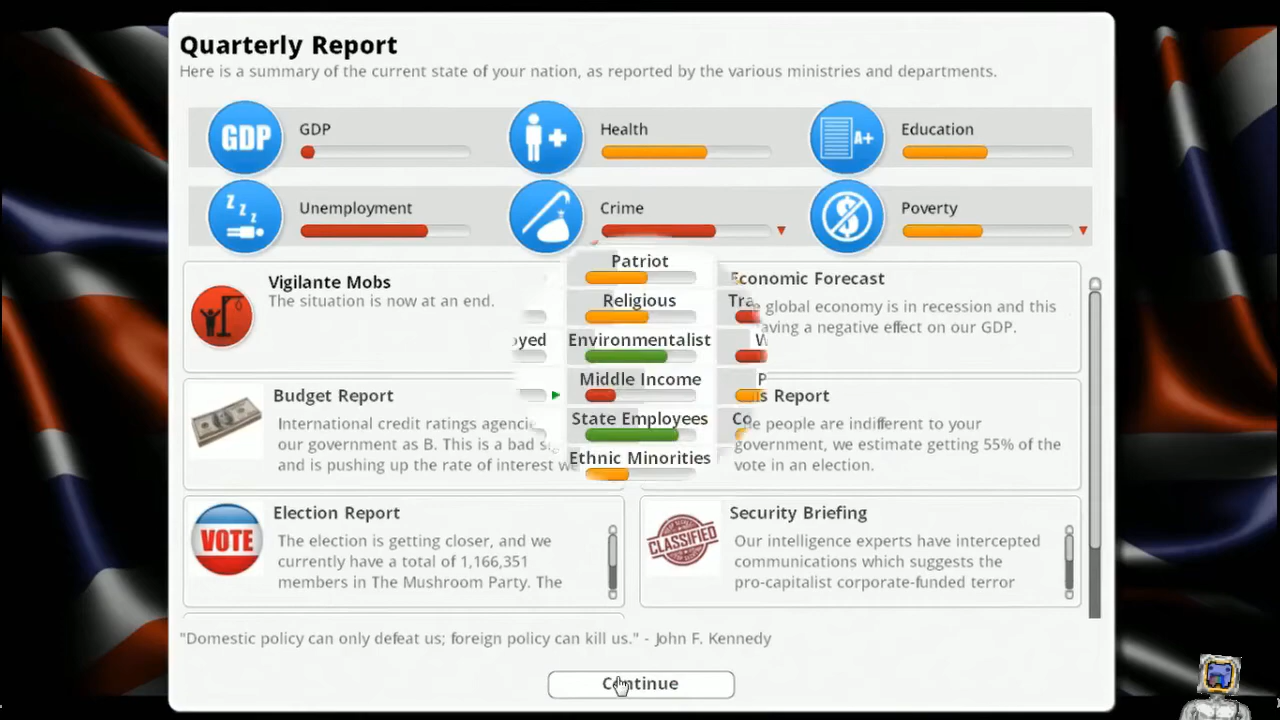 Quarterly Report
Here is a summary of the current state of your nation, as reported by the various ministries and departments.
GDP
GDP
Health
A+
Education
Z Z Z
Unemployment
Crime
Poverty
Vigilante Mobs
The situation is now at an end.
Patriot
Religious
Environmentalist
Middle Income
State Employees
Ethnic Minorities
oyed
Tra
Co
Economic Forecast
global economy is in recession and this
aving a negative effect on our GDP.
Budget Report
International credit ratings agenci
our government as B. This is a bad
and is pushing up the rate of interest we
s Report
people are indifferent to your
government, we estimate getting 55% of the
vote in an election.
VOTE
Election Report
The election is getting closer, and we
currently have a total of 1,166,351
members in The Mushroom Party. The
CLASSIFIED
Security Briefing
Our intelligence experts have intercepted
communications which suggests the
pro-capitalist corporate-funded terror
"Domestic policy can only defeat us; foreign policy can kill us." - John F. Kennedy
Continue